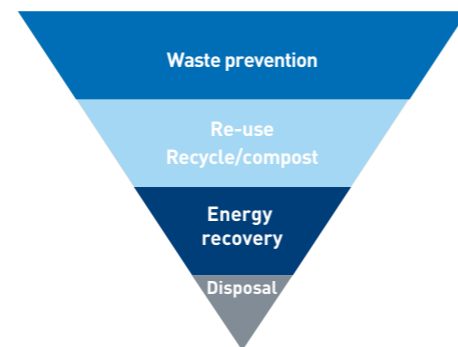 Waste prevention
Re-use
Recycle/compost
Energy
recovery
Disposal